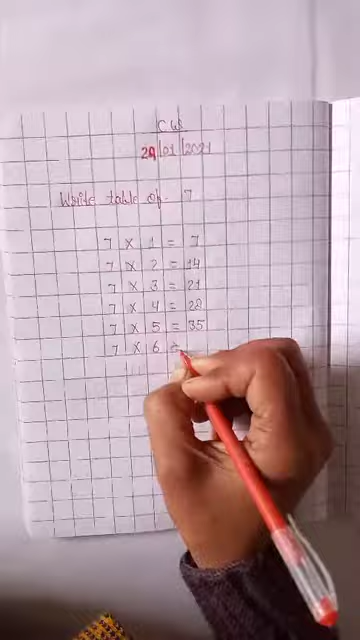 CW
29/01/2021
Write table of- 7
7 x 1 = 7
7 x 2 = 14
7 x 3 = 21
7 x 4 = 28
7 x 5 = 35
7 x 6 =